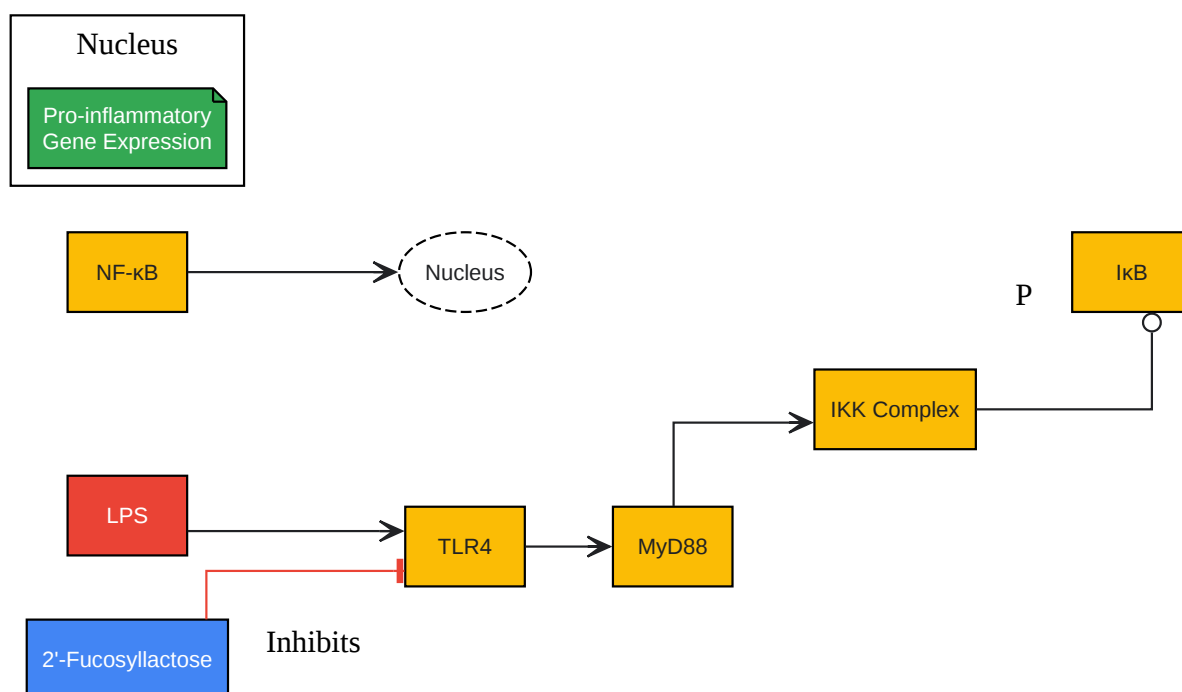 Nucleus
Pro-inflammatory
Gene Expression
NF-κB
Nucleus
P
IκB
IKK Complex
LPS
TLR4
MyD88
Inhibits
2'-Fucosyllactose